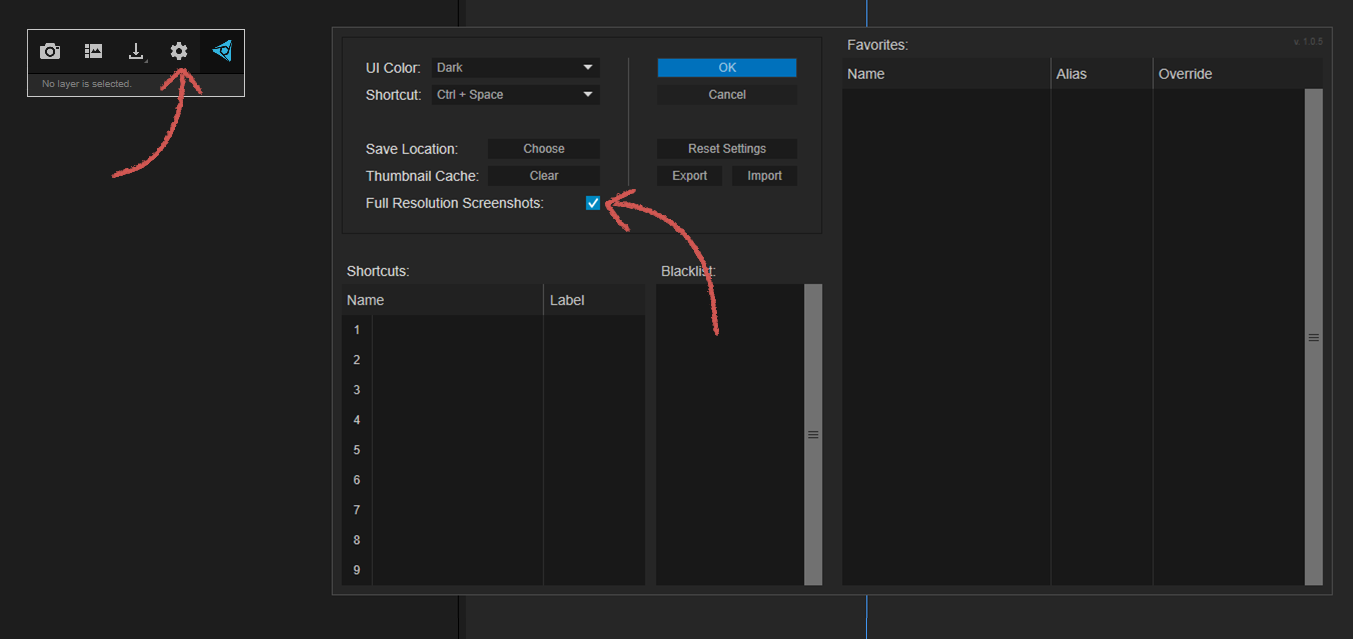 No layer is selected.
UI Color: Dark
Shortcut: Ctrl + Space
Save Location: Choose
Thumbnail Cache: Clear
Full Resolution Screenshots:
OK
Cancel
Reset Settings
Export Import
Shortcuts:
Name Label
1
2
3
4
5
6
7
8
9
Blacklist:
Favorites:
v. 1.0.5
Name Alias Override